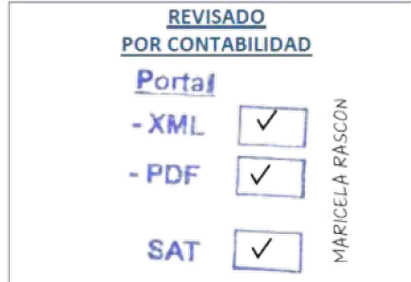 REVISADO
POR CONTABILIDAD
Portal
- XML ✓
- PDF ✓
SAT ✓
MARICELA RASCON